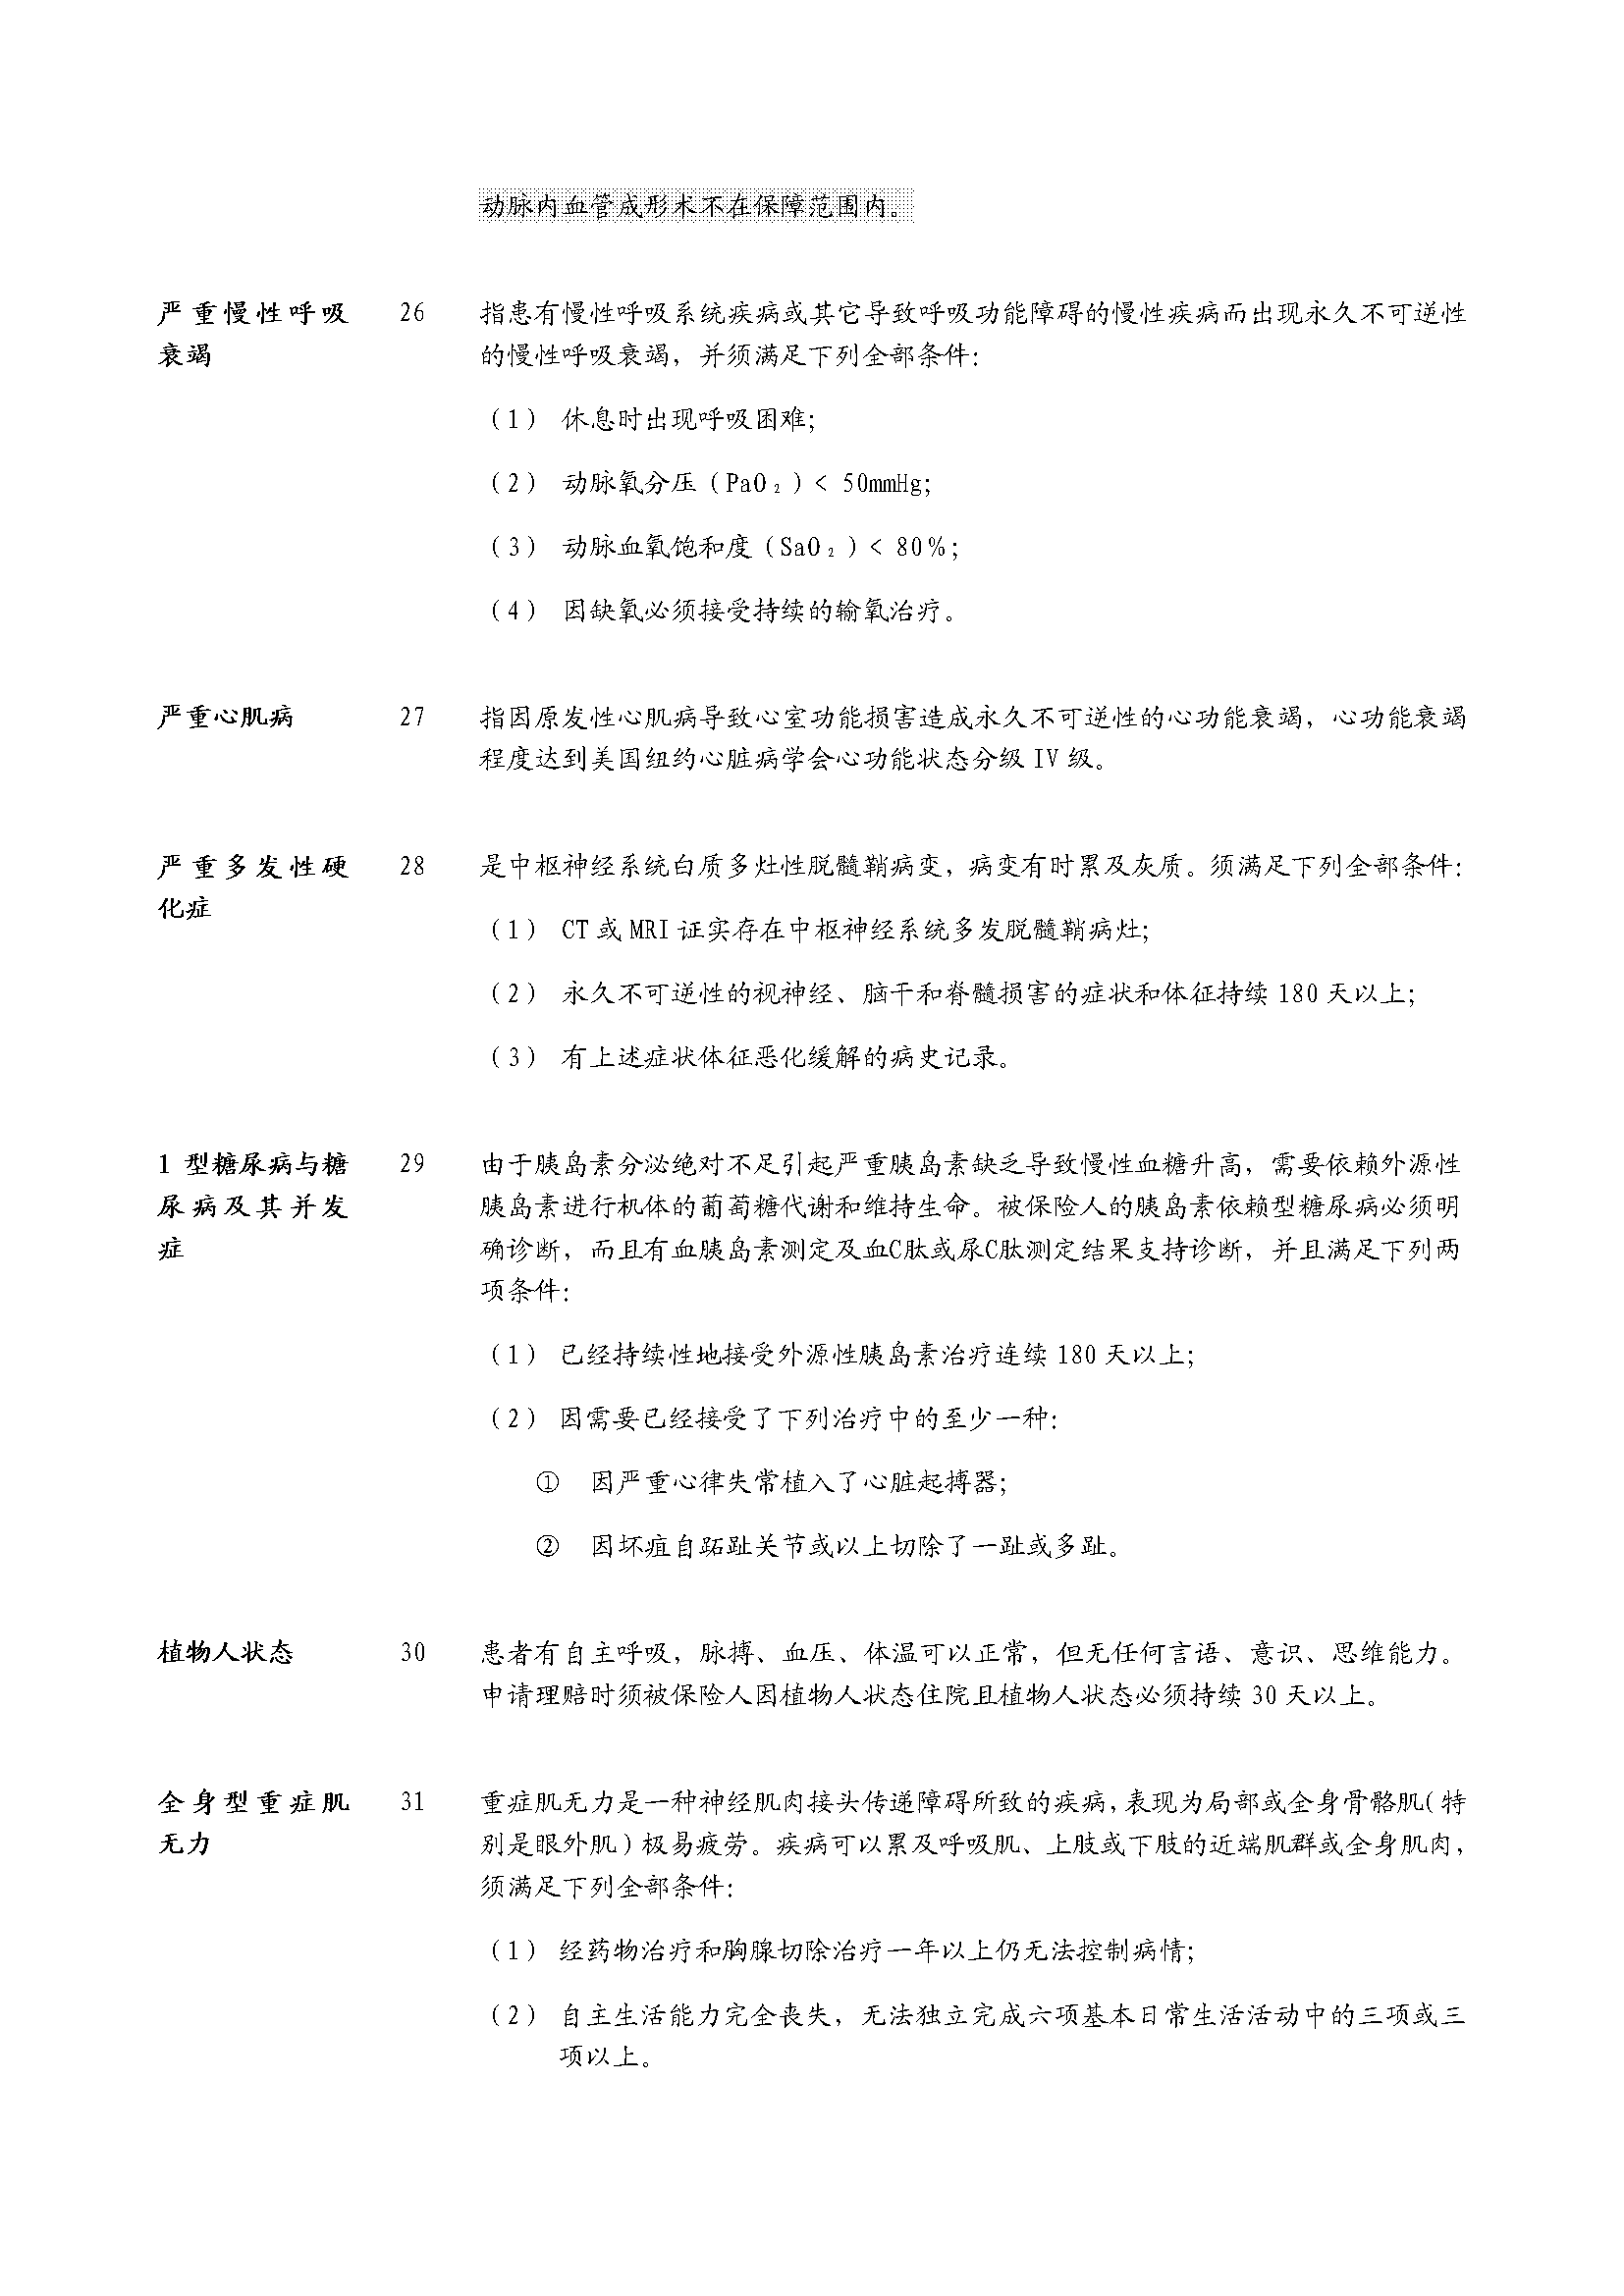 动脉内血管成形术不在保障范围内。
严重慢性呼吸 26 指患有慢性呼吸系统疾病或其它导致呼吸功能障碍的慢性疾病而出现永久不可逆性
衰竭 的慢性呼吸衰竭，并须满足下列全部条件：
（1） 休息时出现呼吸困难；
（2） 动脉氧分压（PaO₂）< 50mmHg；
（3） 动脉血氧饱和度（SaO₂）< 80%；
（4） 因缺氧必须接受持续的输氧治疗。
严重心肌病 27 指因原发性心肌病导致心室功能损害造成永久不可逆性的心功能衰竭，心功能衰竭
程度达到美国纽约心脏病学会心功能状态分级 IV 级。
严重多发性硬 28 是中枢神经系统白质多灶性脱髓鞘病变，病变有时累及灰质。须满足下列全部条件：
化症
（1） CT 或 MRI 证实存在中枢神经系统多发脱髓鞘病灶；
（2） 永久不可逆性的视神经、脑干和脊髓损害的症状和体征持续 180 天以上；
（3） 有上述症状体征恶化缓解的病史记录。
1 型糖尿病与糖 29 由于胰岛素分泌绝对不足引起严重胰岛素缺乏导致慢性血糖升高，需要依赖外源性
尿病及其并发 胰岛素进行机体的葡萄糖代谢和维持生命。被保险人的胰岛素依赖型糖尿病必须明
症 确诊断，而且有血胰岛素测定及血C肽或尿C肽测定结果支持诊断，并且满足下列两
项条件：
（1） 已经持续性地接受外源性胰岛素治疗连续 180 天以上；
（2） 因需要已经接受了下列治疗中的至少一种：
① 因严重心律失常植入了心脏起搏器；
② 因坏疽自跖趾关节或以上切除了一趾或多趾。
植物人状态 30 患者有自主呼吸，脉搏、血压、体温可以正常，但无任何言语、意识、思维能力。
申请理赔时须被保险人因植物人状态住院且植物人状态必须持续 30 天以上。
全身型重症肌 31 重症肌无力是一种神经肌肉接头传递障碍所致的疾病，表现为局部或全身骨骼肌（特
无力 别是眼外肌）极易疲劳。疾病可以累及呼吸肌、上肢或下肢的近端肌群或全身肌肉，
须满足下列全部条件：
（1） 经药物治疗和胸腺切除治疗一年以上仍无法控制病情；
（2） 自主生活能力完全丧失，无法独立完成六项基本日常生活活动中的三项或三
项以上。